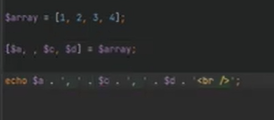 $array = [1, 2, 3, 4];
[$a, , $c, $d] = $array;
echo $a . ', ' . $c . ', ' . $d . '<br />';